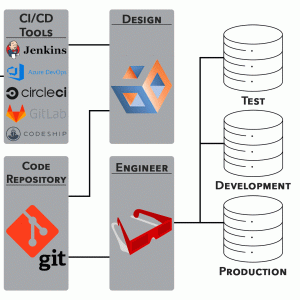 CI/CD
Tools
Jenkins
Azure DevOps
circleci
GitLab
CODESHIP
Design
Code
Repository
git
Engineer
Test
Development
Production